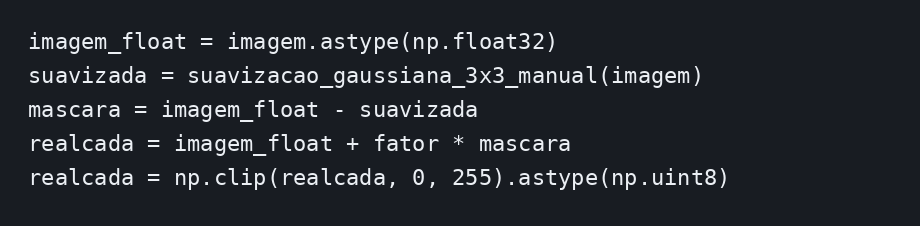 imagem_float = imagem.astype(np.float32)
suavizada = suavizacao_gaussiana_3x3_manual(imagem)
mascara = imagem_float - suavizada
realcada = imagem_float + fator * mascara
realcada = np.clip(realcada, 0, 255).astype(np.uint8)